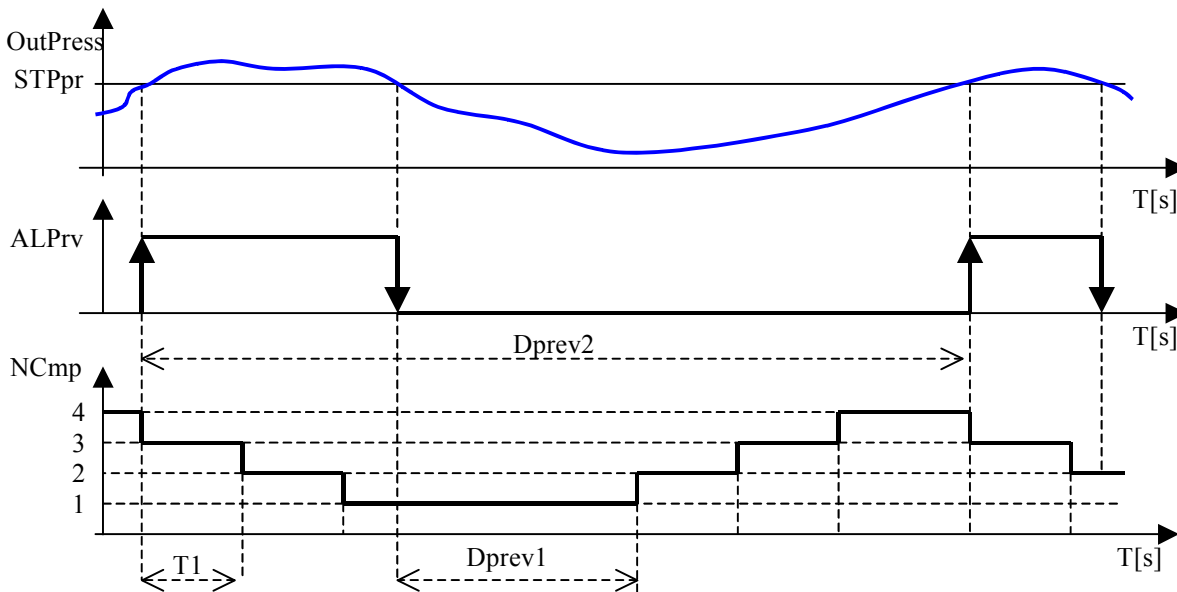 OutPress
STPpr
T[s]
ALPrv
T[s]
Dprev2
NCmp
4
3
2
1
T1
Dprev1
T[s]